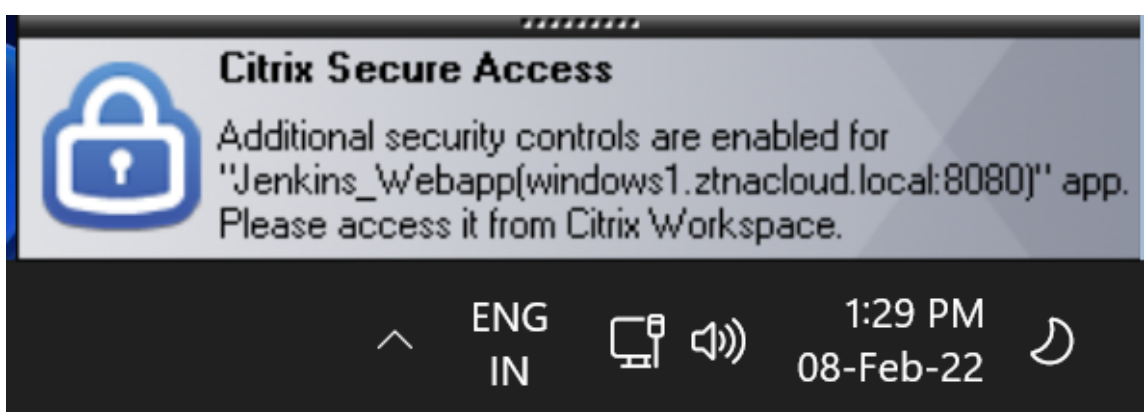 Citrix Secure Access
Additional security controls are enabled for
"Jenkins_Webapp(windows1.ztnacloud.local:8080)" app.
Please access it from Citrix Workspace.
ENG
IN
1:29 PM
08-Feb-22